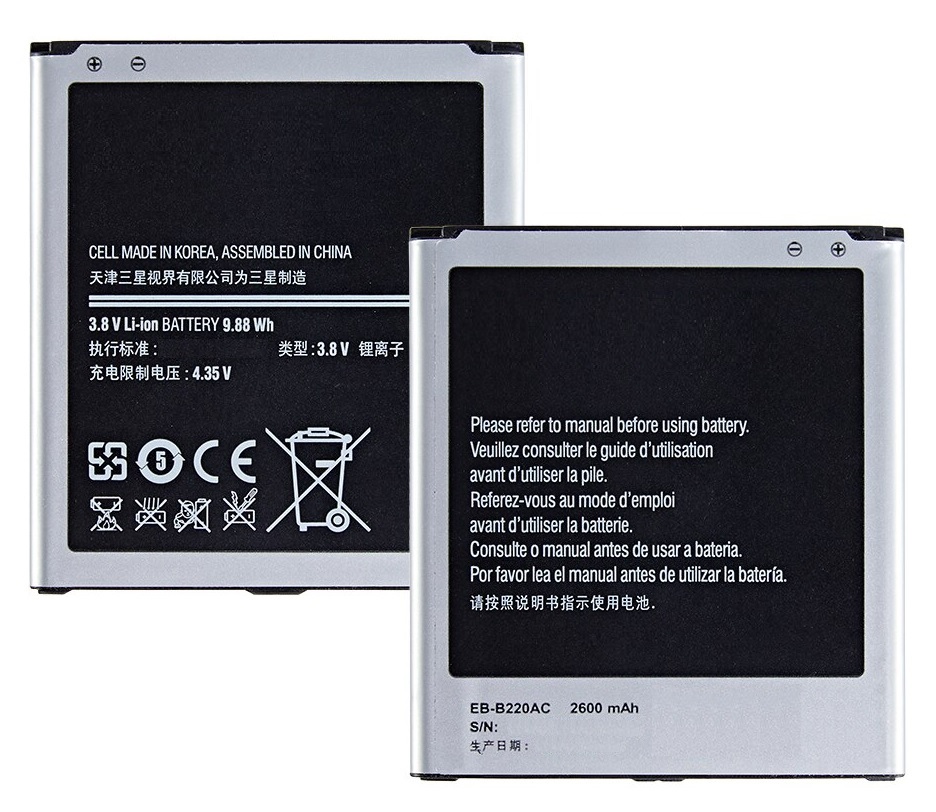 CELL MADE IN KOREA, ASSEMBLED IN CHINA
天津三星视界有限公司为三星制造
3.8 V Li-ion BATTERY 9.88 Wh
执行标准 : 类型 : 3.8 V 锂离子
充电限制电压 : 4.35 V
5 CE
Please refer to manual before using battery.
Veuillez consulter le guide d'utilisation
avant d'utiliser la pile.
Referez-vous au mode d'emploi
avant d'utiliser la batterie.
Consulte o manual antes de usar a bateria.
Por favor lea el manual antes de utilizar la batería.
请按照说明书指示使用电池.
EB-B220AC 2600 mAh
S/N:
生产日期 :